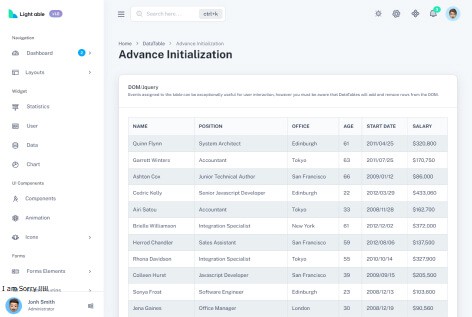 Light able v1.0
Search here... ctrl+k
Navigation
Dashboard
Layouts
Widget
Statistics
User
Data
Chart
UI Components
Components
Animation
Icons
Forms
Forms Elements
I am Sorry !!!!
Jonh Smith
Administrator
Home > DataTable > Advance Initialization
Advance Initialization
DOM/Jquery
Events assigned to the table can be exceptionally useful for user interaction, however you must be aware that DataTables will add and remove rows from the DOM.
NAME POSITION OFFICE AGE START DATE SALARY
Quinn Flynn System Architect Edinburgh 61 2011/04/25 $320,800
Garrett Winters Accountant Tokyo 63 2011/07/25 $170,750
Ashton Cox Junior Technical Author San Francisco 66 2009/01/12 $86,000
Cedric Kelly Senior Javascript Developer Edinburgh 22 2012/03/29 $433,060
Airi Satou Accountant Tokyo 33 2008/11/28 $162,700
Brielle Williamson Integration Specialist New York 61 2012/12/02 $372,000
Herrod Chandler Sales Assistant San Francisco 59 2012/08/06 $137,500
Rhona Davidson Integration Specialist Tokyo 55 2010/10/14 $327,900
Colleen Hurst Javascript Developer San Francisco 39 2009/09/15 $205,500
Sonya Frost Software Engineer Edinburgh 23 2008/12/13 $103,600
Jena Gaines Office Manager London 30 2008/12/19 $90,560